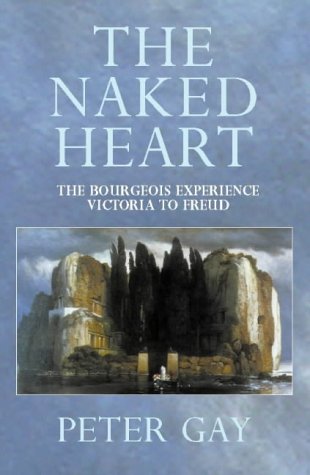 THE
NAKED
HEART
THE BOURGEOIS EXPERIENCE
VICTORIA TO FREUD
PETER GAY